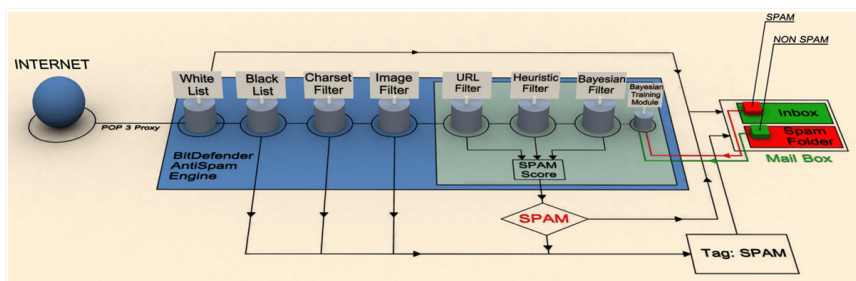 SPAM
NON SPAM
INTERNET
White
List
Black
List
Charset
Filter
Image
Filter
URL
Filter
Heuristic
Filter
Bayesian
Filter
Bayesian
Training
Module
POP 3 Proxy
Inbox
Spam
Folder
Mail Box
BitDefender
AntiSpam
Engine
SPAM
Score
SPAM
Tag: SPAM